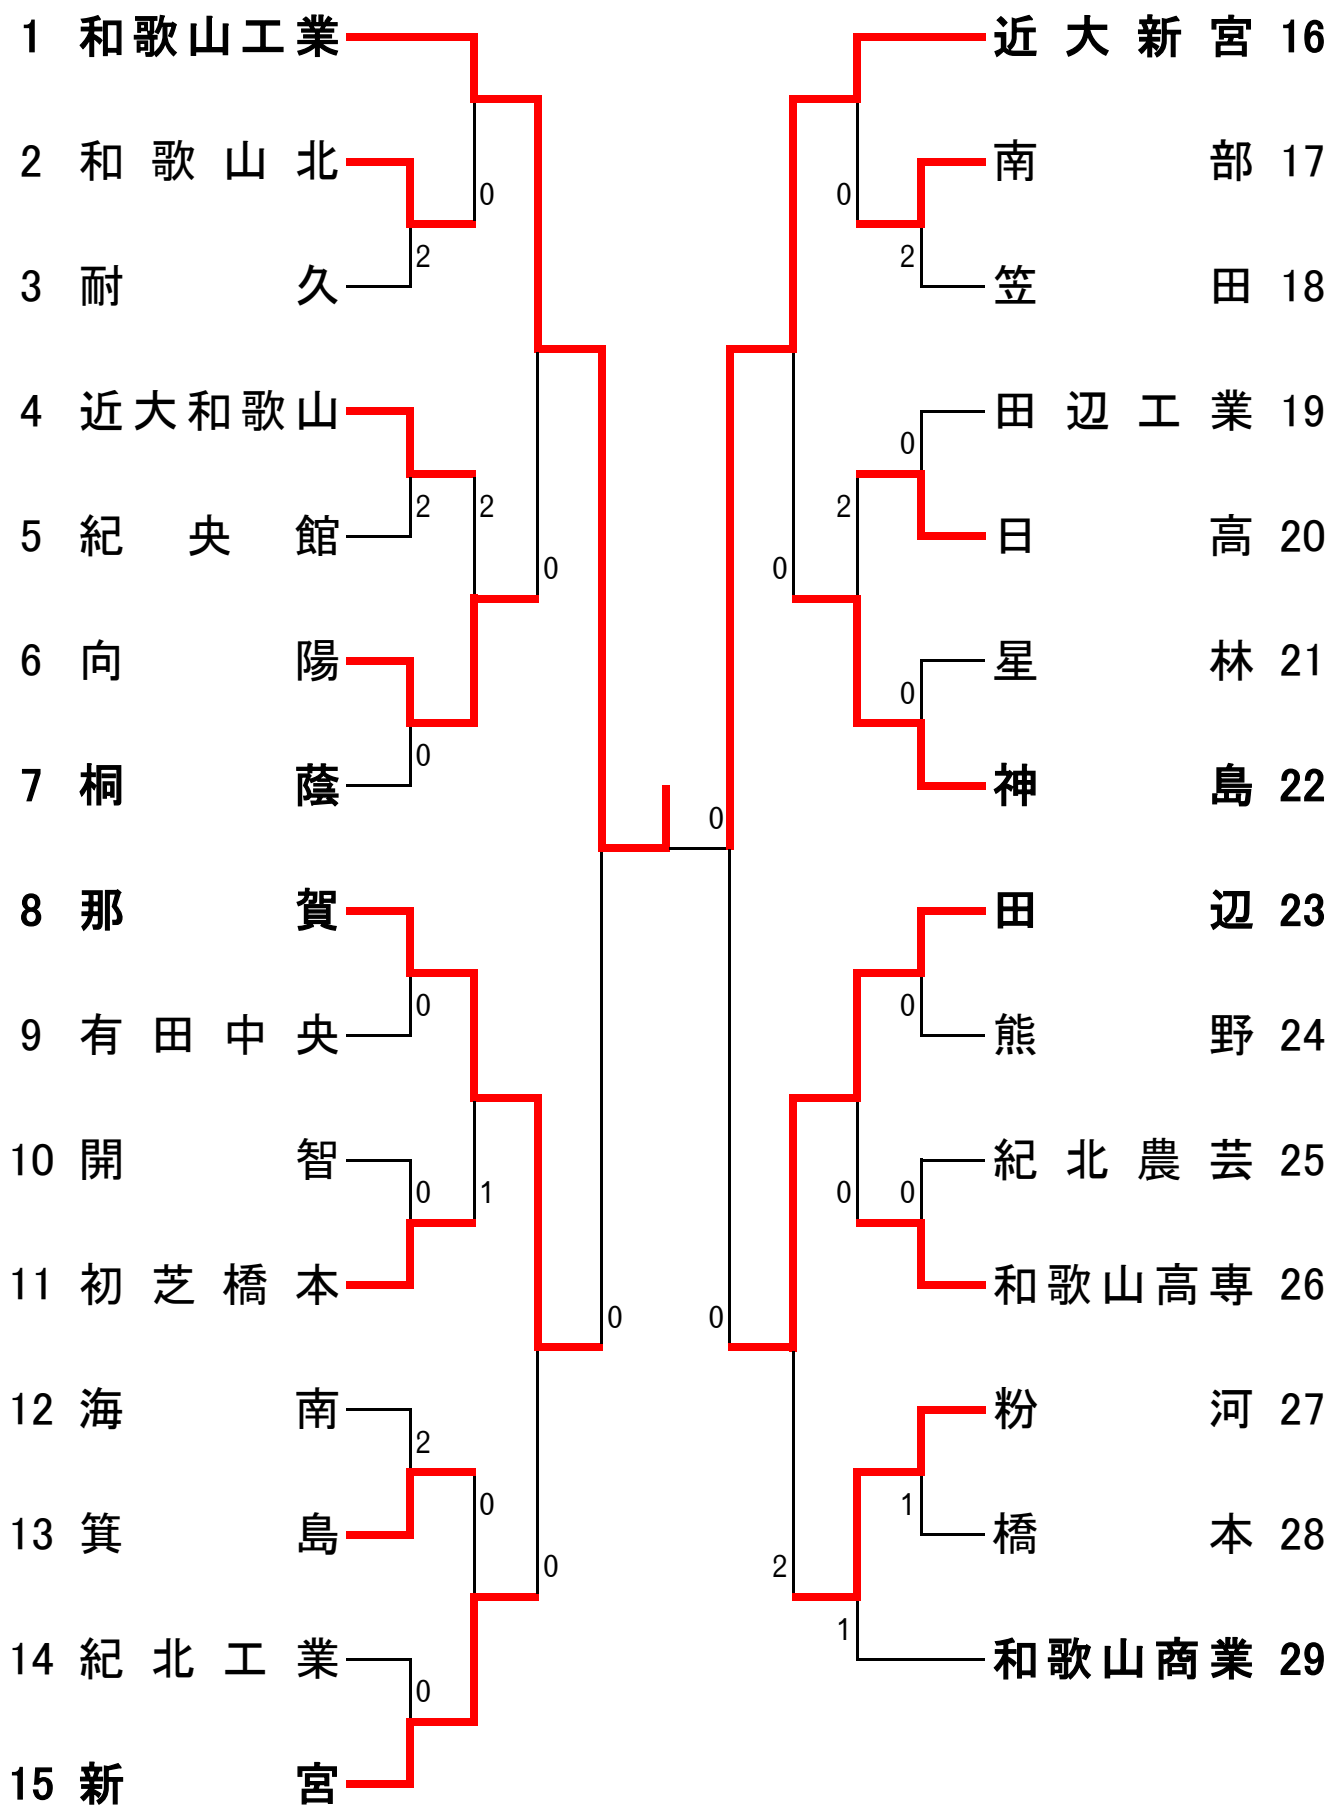 1 和歌山工業
2 和歌山北
0
2
3 耐久
4 近大和歌山
2
2
5 紀央館
0
6 向陽
0
7 桐蔭
8 那賀
0
9 有田中央
10 開智
0
1
11 初芝橋本
0
12 海南
2
0
13 箕島
0
14 紀北工業
0
15 新宮
近大新宮 16
南部 17
0
2
笠田 18
田辺工業 19
0
2
日高 20
0
星林 21
0
神島 22
0
田辺 23
0
熊野 24
紀北農芸 25
0
0
和歌山高専 26
0
粉河 27
1
橋本 28
2
1
和歌山商業 29